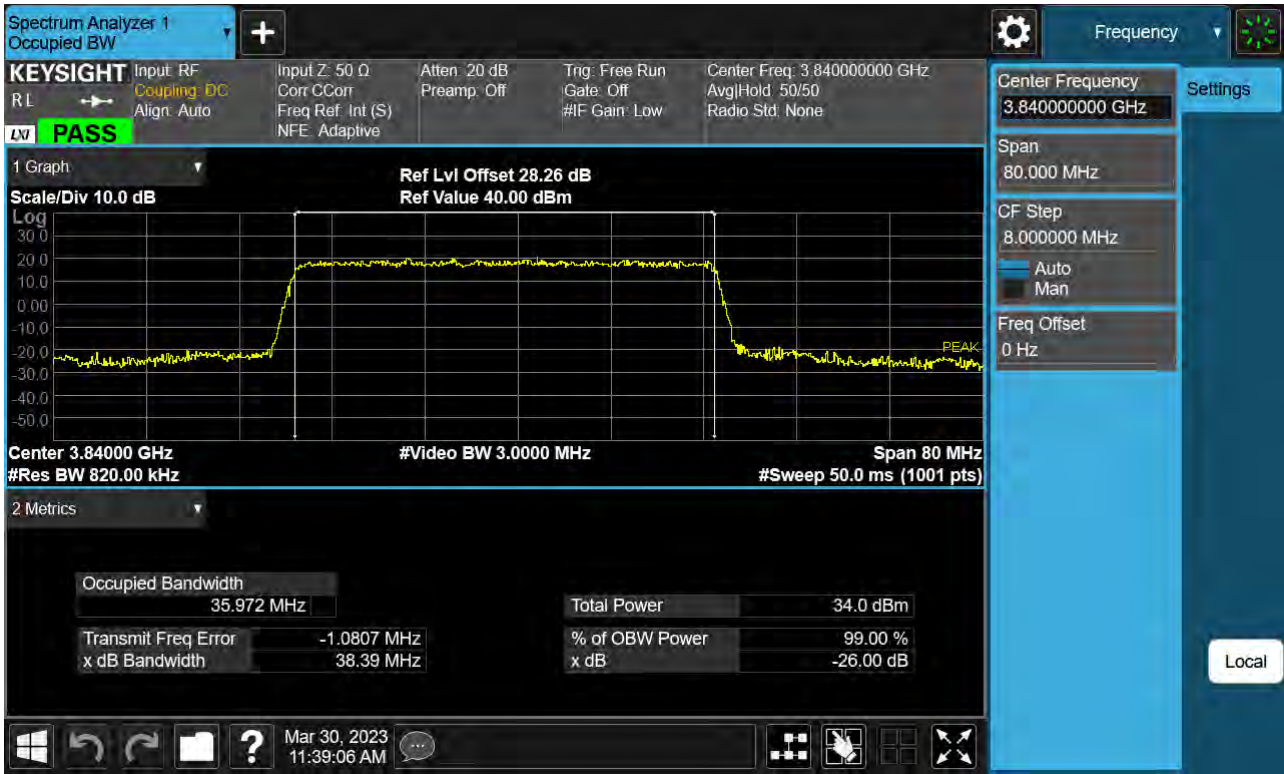 Spectrum Analyzer 1
Occupied BW
+
Frequency
KEYSIGHT
RL
LXI PASS
Input: RF
Coupling: DC
Align: Auto
Input Z: 50 Ω
Corr CCorr
Freq Ref: Int (S)
NFE: Adaptive
Atten: 20 dB
Preamp: Off
Trig: Free Run
Gate: Off
#IF Gain: Low
Center Freq: 3.840000000 GHz
Avg|Hold: 50/50
Radio Std: None
Center Frequency
3.840000000 GHz
Settings
Span
80.000 MHz
CF Step
8.000000 MHz
Auto
Man
Freq Offset
0 Hz
Local
1 Graph
Ref Lvl Offset 28.26 dB
Scale/Div 10.0 dB
Ref Value 40.00 dBm
Log
30.0
20.0
10.0
0.00
-10.0
-20.0
-30.0
-40.0
-50.0
PEAK
Center 3.84000 GHz
#Video BW 3.0000 MHz
Span 80 MHz
#Res BW 820.00 kHz
#Sweep 50.0 ms (1001 pts)
2 Metrics
Occupied Bandwidth
35.972 MHz
Total Power
34.0 dBm
Transmit Freq Error
-1.0807 MHz
% of OBW Power
99.00 %
x dB Bandwidth
38.39 MHz
x dB
-26.00 dB
?
Mar 30, 2023
11:39:06 AM